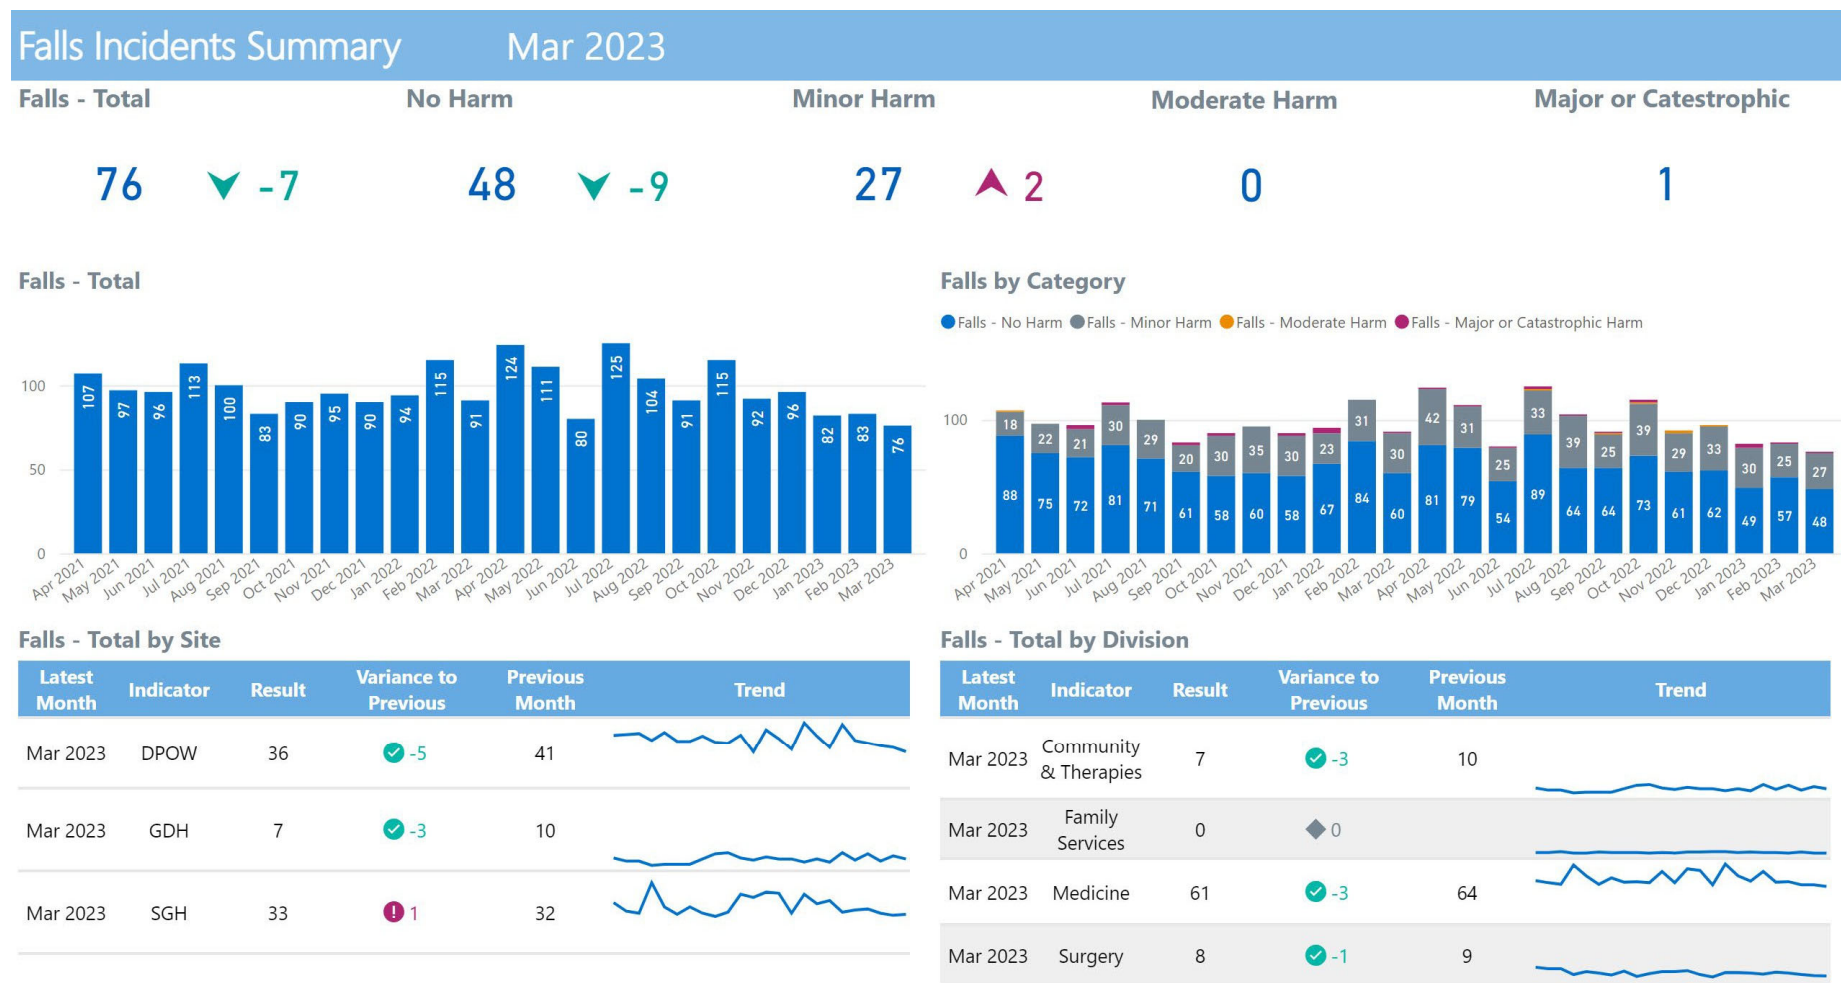 Falls Incidents Summary Mar 2023
Falls - Total No Harm Minor Harm Moderate Harm Major or Catestrophic
76 -7 48 -9 27 2 0 1
Falls - Total
100
50
0
107 97 96 113 100 83 90 95 90 94 115 91 124 111 80 125 104 91 115 92 96 82 83 76
Apr 2021 May 2021 Jun 2021 Jul 2021 Aug 2021 Sep 2021 Oct 2021 Nov 2021 Dec 2021 Jan 2022 Feb 2022 Mar 2022 Apr 2022 May 2022 Jun 2022 Jul 2022 Aug 2022 Sep 2022 Oct 2022 Nov 2022 Dec 2022 Jan 2023 Feb 2023 Mar 2023
Falls by Category
Falls - No Harm Falls - Minor Harm Falls - Moderate Harm Falls - Major or Catastrophic Harm
100
0
18 22 21 30 29 20 30 35 30 23 31 30 42 31 25 33 39 25 39 29 33 30 25 27
88 75 72 81 71 61 58 60 58 67 84 60 81 79 54 89 64 64 73 61 62 49 57 48
Apr 2021 May 2021 Jun 2021 Jul 2021 Aug 2021 Sep 2021 Oct 2021 Nov 2021 Dec 2021 Jan 2022 Feb 2022 Mar 2022 Apr 2022 May 2022 Jun 2022 Jul 2022 Aug 2022 Sep 2022 Oct 2022 Nov 2022 Dec 2022 Jan 2023 Feb 2023 Mar 2023
Falls - Total by Site
Latest Month Indicator Result Variance to Previous Previous Month Trend
Mar 2023 DPOW 36 -5 41
Mar 2023 GDH 7 -3 10
Mar 2023 SGH 33 1 32
Falls - Total by Division
Latest Month Indicator Result Variance to Previous Previous Month Trend
Mar 2023 Community & Therapies 7 -3 10
Mar 2023 Family Services 0 0
Mar 2023 Medicine 61 -3 64
Mar 2023 Surgery 8 -1 9